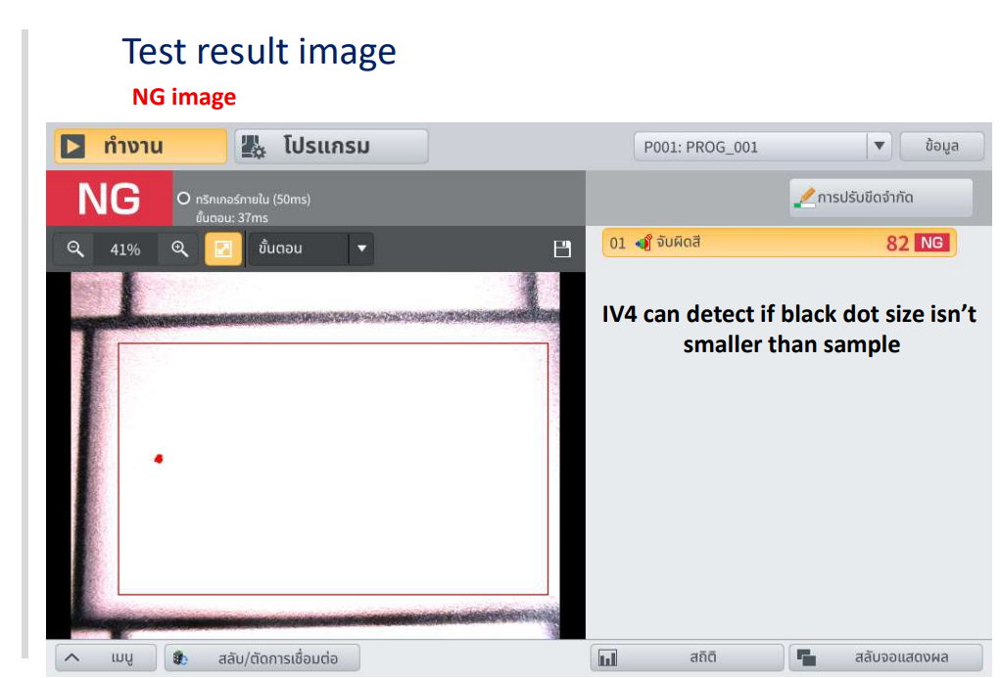 Test result image
NG image
ทำงาน
โปรแกรม
P001: PROG_001
ข้อมูล
NG
ทริกเกอร์ภายใน (50ms)
ขั้นตอน: 37ms
การปรับขีดจำกัด
41%
ขั้นตอน
01 จับผิดสี 82 NG
IV4 can detect if black dot size isn’t
smaller than sample
เมนู
สลับ/ตัดการเชื่อมต่อ
สถิติ
สลับจอแสดงผล